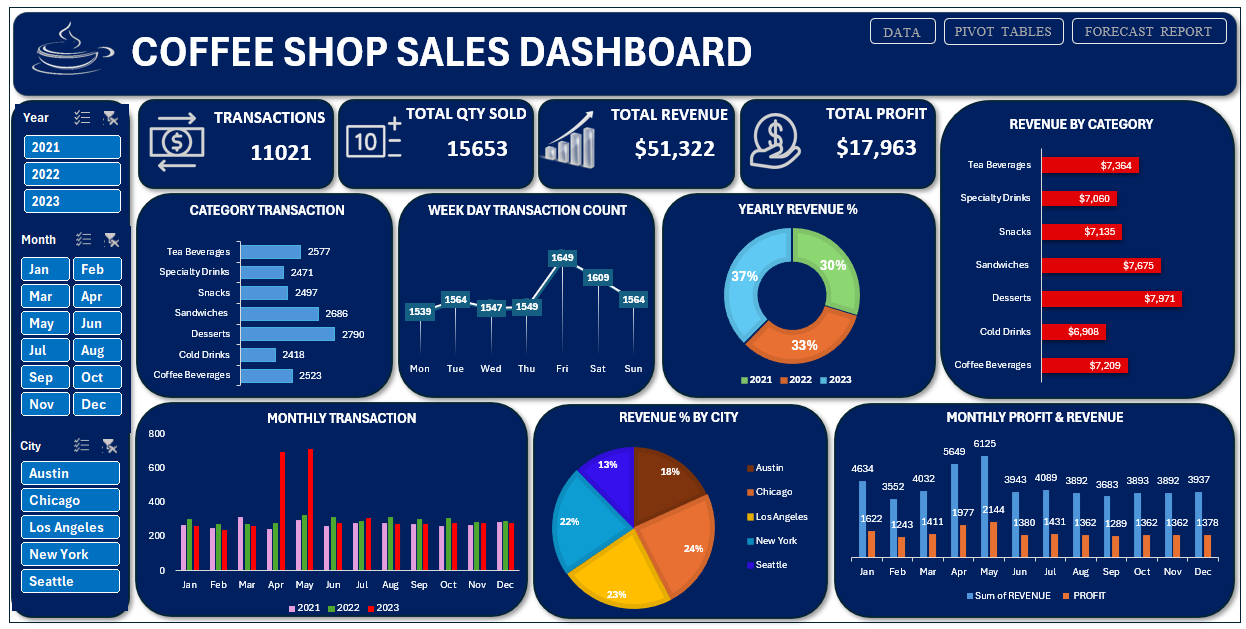 COFFEE SHOP SALES DASHBOARD
DATA
PIVOT TABLES
FORECAST REPORT
Year
2021
2022
2023
Month
Jan Feb
Mar Apr
May Jun
Jul Aug
Sep Oct
Nov Dec
City
Austin
Chicago
Los Angeles
New York
Seattle
$
TRANSACTIONS
11021
10
TOTAL QTY SOLD
15653
TOTAL REVENUE
$51,322
$
TOTAL PROFIT
$17,963
REVENUE BY CATEGORY
Tea Beverages $7,364
Specialty Drinks $7,060
Snacks $7,135
Sandwiches $7,675
Desserts $7,971
Cold Drinks $6,908
Coffee Beverages $7,209
CATEGORY TRANSACTION
Tea Beverages 2577
Specialty Drinks 2471
Snacks 2497
Sandwiches 2686
Desserts 2790
Cold Drinks 2418
Coffee Beverages 2523
WEEK DAY TRANSACTION COUNT
1539 1564 1547 1549 1649 1609 1564
Mon Tue Wed Thu Fri Sat Sun
YEARLY REVENUE %
37% 30%
33%
2021 2022 2023
MONTHLY TRANSACTION
800
600
400
200
0
Jan Feb Mar Apr May Jun Jul Aug Sep Oct Nov Dec
2021 2022 2023
REVENUE % BY CITY
13% 18%
22% 24%
23%
Austin
Chicago
Los Angeles
New York
Seattle
MONTHLY PROFIT & REVENUE
4634 3552 4032 5649 6125 3943 4089 3892 3683 3893 3892 3937
1622 1243 1411 1977 2144 1380 1431 1362 1289 1362 1362 1378
Jan Feb Mar Apr May Jun Jul Aug Sep Oct Nov Dec
Sum of REVENUE PROFIT